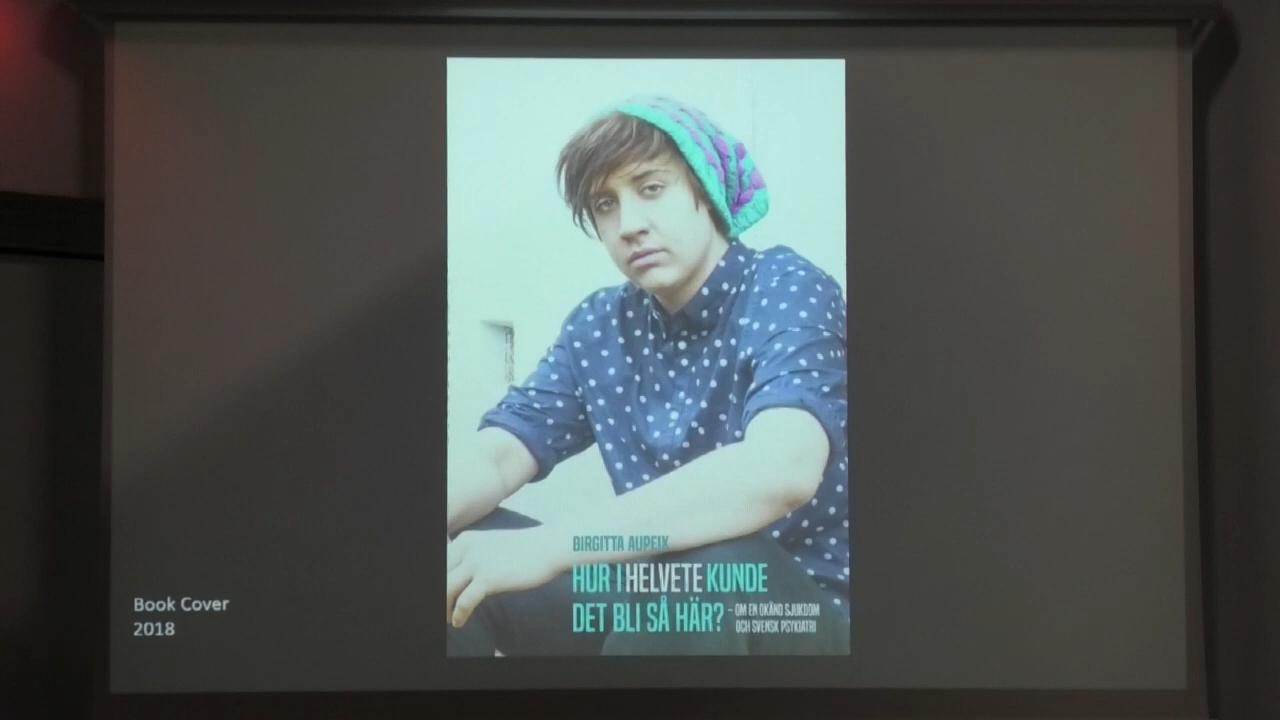 BIRGITTA AUPEIX
HUR I HELVETE KUNDE
DET BLI SÅ HÄR? – OM EN OKÄND SJUKDOM
OCH SVENSK PSYKIATRI
Book Cover
2018